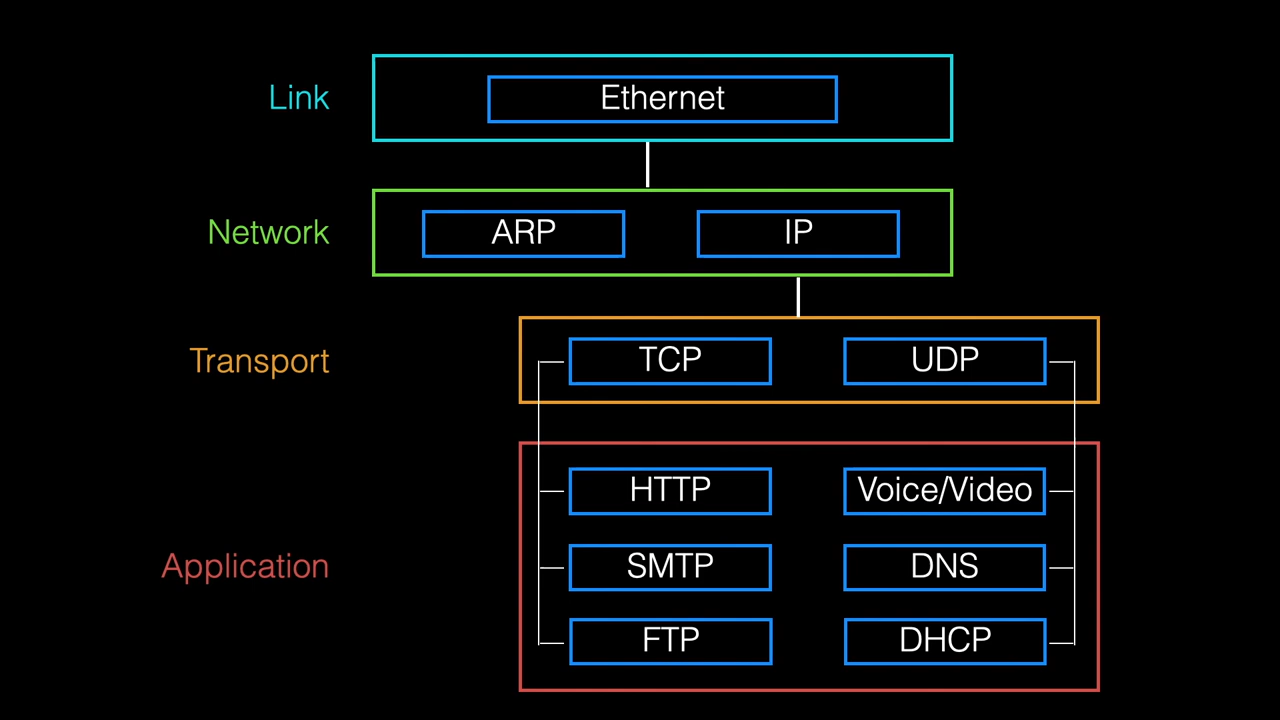 Link
Ethernet
Network
ARP
IP
Transport
TCP
UDP
Application
HTTP
Voice/Video
SMTP
DNS
FTP
DHCP